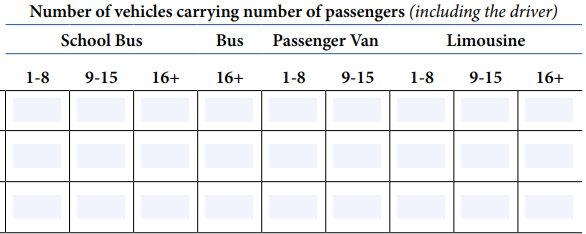 Number of vehicles carrying number of passengers (including the driver)
School Bus Bus Passenger Van Limousine
1-8 9-15 16+ 16+ 1-8 9-15 1-8 9-15 16+